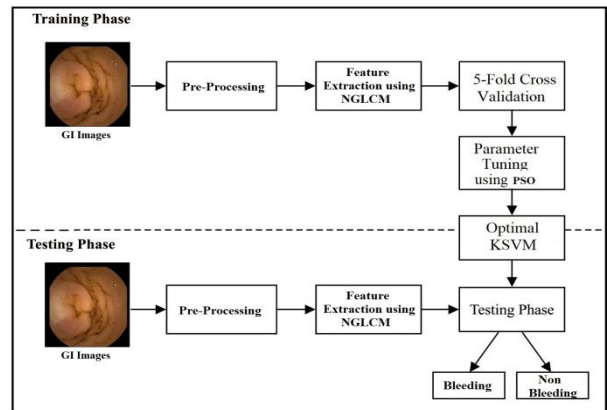 Training Phase
GI Images
Pre-Processing
Feature
Extraction using
NGLCM
5-Fold Cross
Validation
Parameter
Tuning
using PSO
Optimal
KSVM
Testing Phase
GI Images
Pre-Processing
Feature
Extraction using
NGLCM
Testing Phase
Bleeding
Non
Bleeding